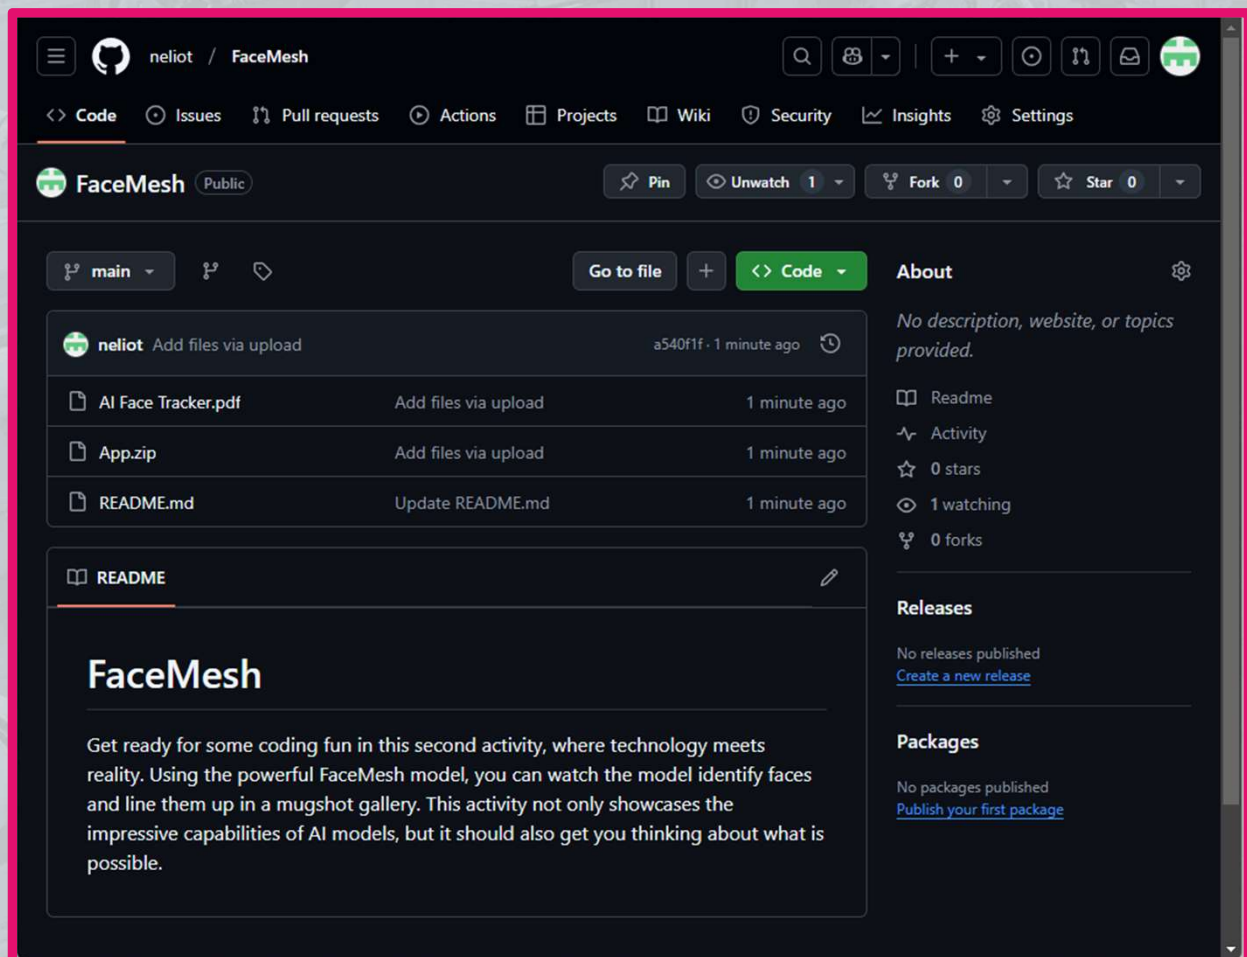 neliot / FaceMesh
Code Issues Pull requests Actions Projects Wiki Security Insights Settings
FaceMesh Public Pin Unwatch 1 Fork 0 Star 0
main Go to file Code
neliot Add files via upload a540f1f · 1 minute ago
AI Face Tracker.pdf Add files via upload 1 minute ago
App.zip Add files via upload 1 minute ago
README.md Update README.md 1 minute ago
README
FaceMesh
Get ready for some coding fun in this second activity, where technology meets
reality. Using the powerful FaceMesh model, you can watch the model identify faces
and line them up in a mugshot gallery. This activity not only showcases the
impressive capabilities of AI models, but it should also get you thinking about what is
possible.
About
No description, website, or topics
provided.
Readme
Activity
0 stars
1 watching
0 forks
Releases
No releases published
Create a new release
Packages
No packages published
Publish your first package